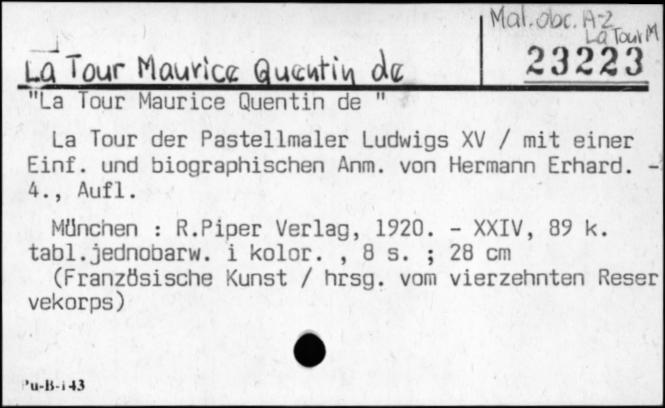 Mal. obc. A-Z
La Tour M
23223
La Tour Maurice Quentin de
"La Tour Maurice Quentin de "
La Tour der Pastellmaler Ludwigs XV / mit einer
Einf. und biographischen Anm. von Hermann Erhard. -
4., Aufl.
München : R.Piper Verlag, 1920. - XXIV, 89 k.
tabl.jednobarw. i kolor. , 8 s. ; 28 cm
(Französische Kunst / hrsg. vom vierzehnten Reser
vekorps)
Pu-B-143